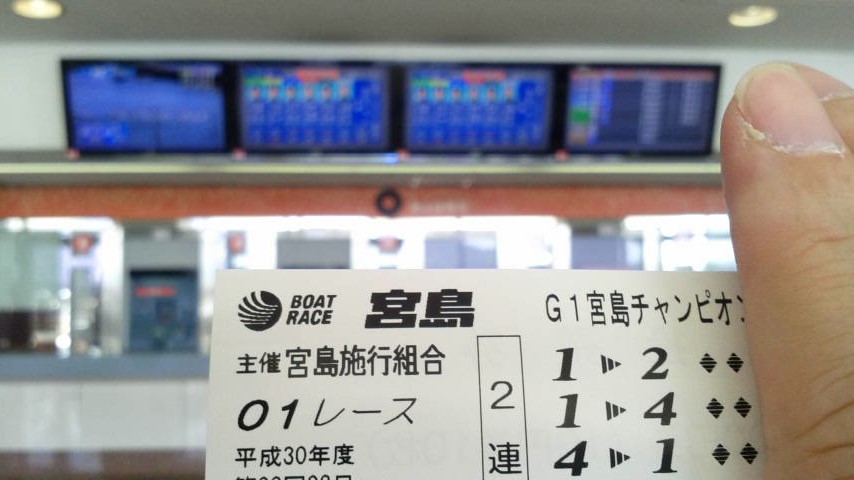 BOAT RACE
宮島
G1宮島チャンピオン
主催 宮島施行組合
01レース
平成30年度
2連
1 ▶ 2
1 ▶ 4
4 ▶ 1